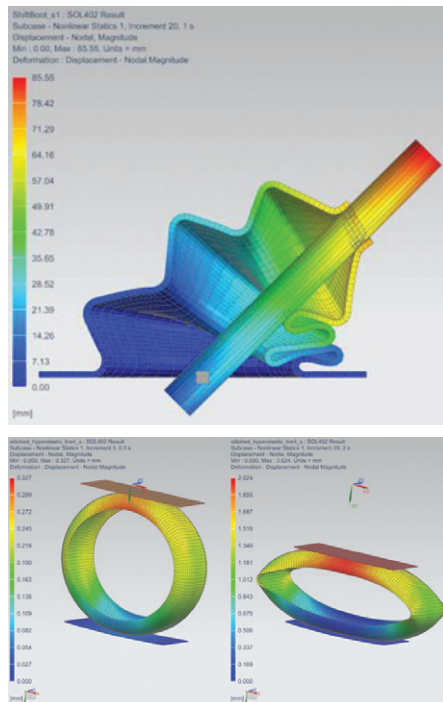 ShiftBoot_s1 : SOL402 Result
Subcase - Nonlinear Statics 1, Increment 20, 1 s
Displacement - Nodal, Magnitude
Min : 0.00, Max : 85.55, Units = mm
Deformation : Displacement - Nodal Magnitude
85.55
78.42
71.29
64.16
57.04
49.91
42.78
35.65
28.52
21.39
14.26
7.13
0.00
[mm]
Subcase - Nonlinear Statics 1, Increment 5, 0.3 s
Displacement - Nodal, Magnitude
Min : 0.000, Max : 0.327, Units = mm
Deformation : Displacement - Nodal Magnitude
0.327
0.299
0.272
0.245
0.218
0.190
0.163
0.136
0.109
0.082
0.054
0.027
0.000
[mm]
Displacement - Nodal, Magnitude
Min : 0.000, Max : 2.024, Units = mm
Deformation : Displacement - Nodal Magnitude
2.024
1.855
1.687
1.518
1.349
1.181
1.012
0.843
0.675
0.506
0.337
0.169
0.000
[mm]